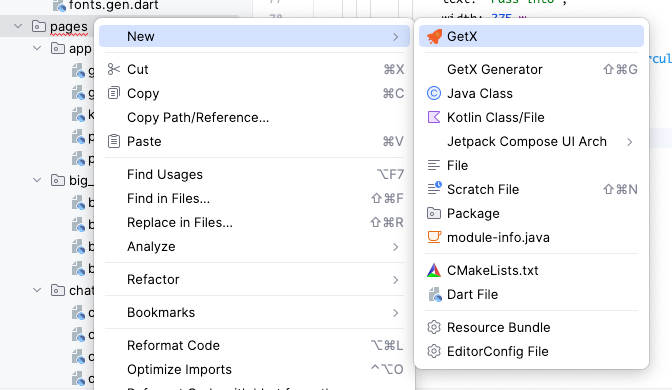 fonts.gen.dart
pages
app
big_
chat
New
Cut ⌘X
Copy ⌘C
Copy Path/Reference...
Paste ⌘V
Find Usages ⌥F7
Find in Files... ⇧⌘F
Replace in Files... ⇧⌘R
Analyze
Refactor
Bookmarks
Reformat Code ⌥⌘L
Optimize Imports ^⌥O
GetX
GetX Generator ⇧⌘G
Java Class
Kotlin Class/File
Jetpack Compose UI Arch
File
Scratch File ⇧⌘N
Package
module-info.java
CMakeLists.txt
Dart File
Resource Bundle
EditorConfig File